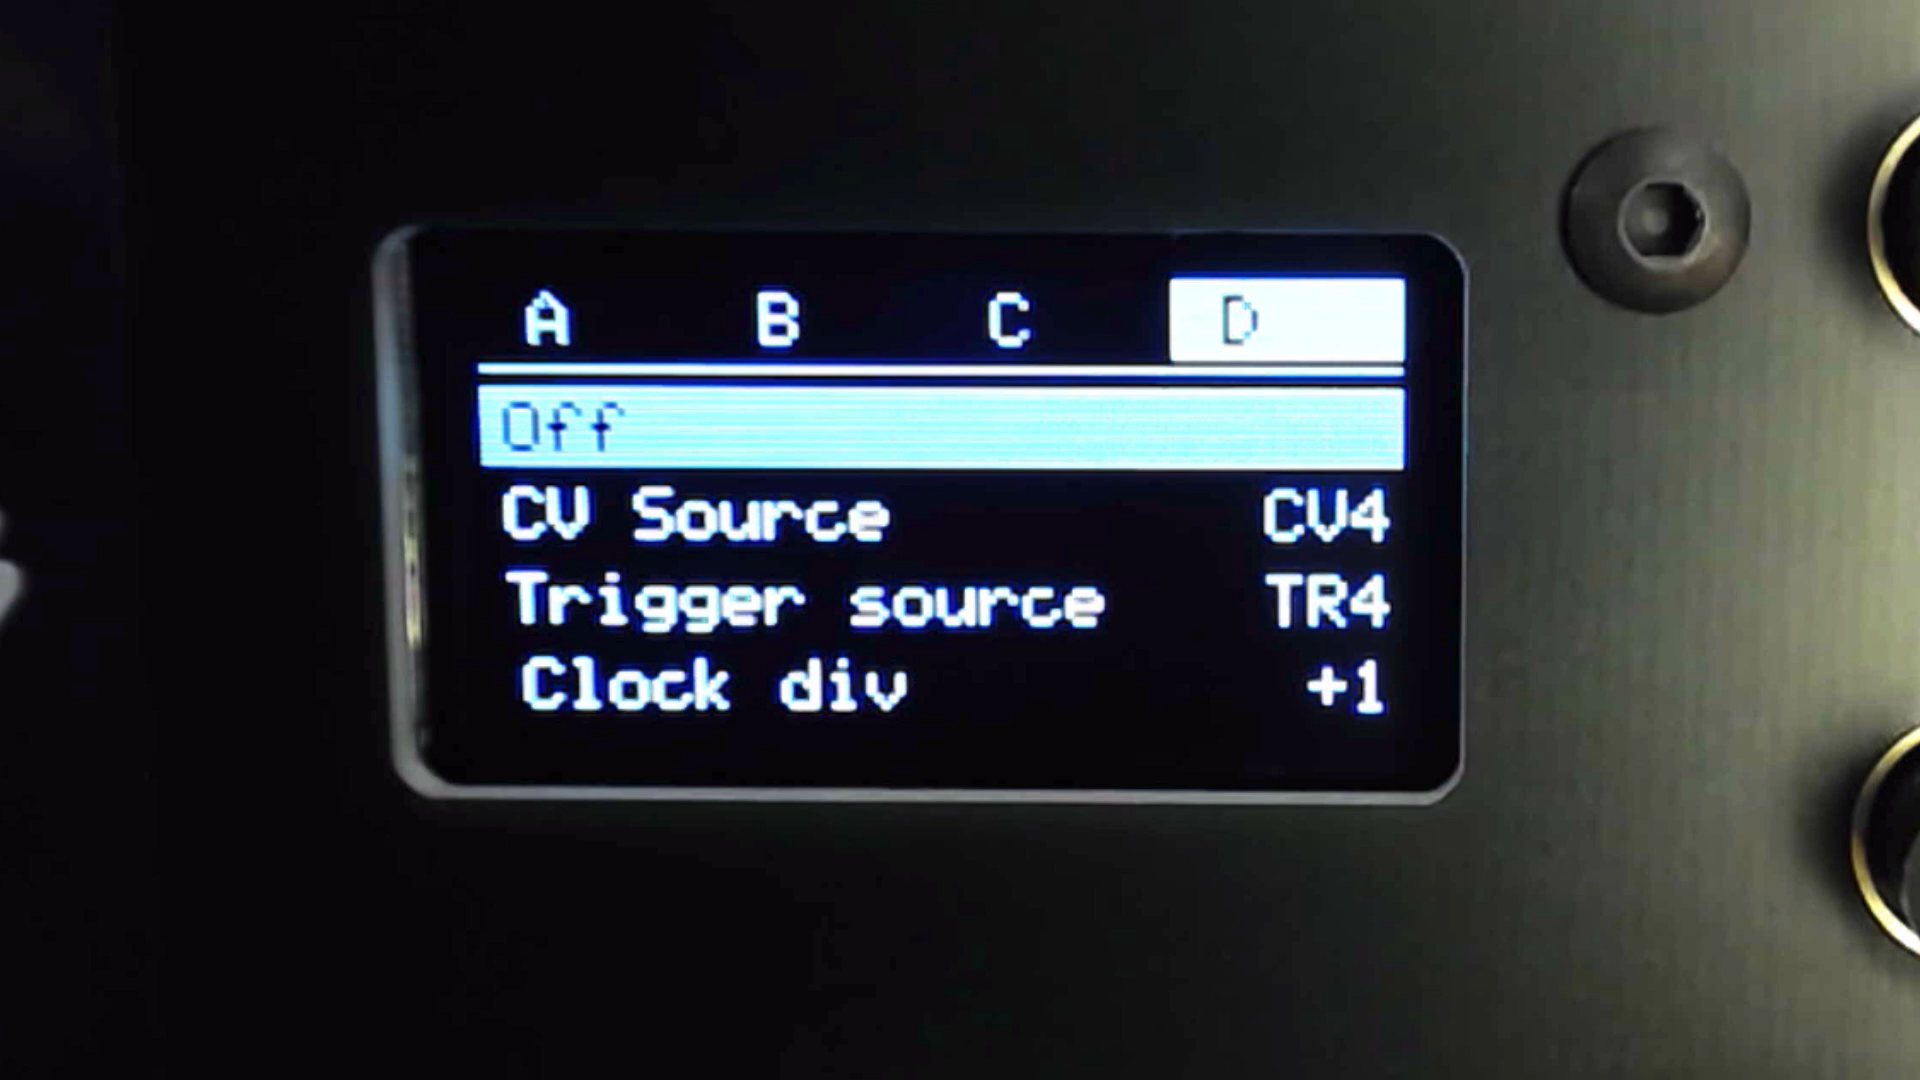 A B C D
Off
CV Source CV4
Trigger source TR4
Clock div +1